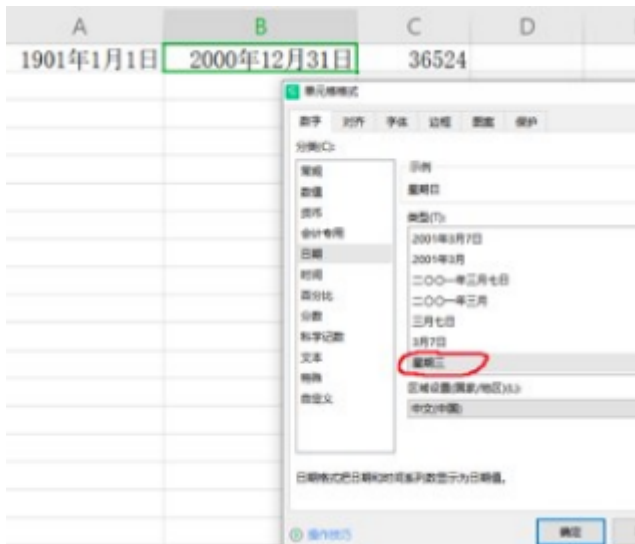 A B C D
1901年1月1日 2000年12月31日 36524
单元格格式
数字 对齐 字体 边框 图案 保护
分类(C):
常规
数值
货币
会计专用
日期
时间
百分比
分数
科学记数
文本
特殊
自定义
示例
星期日
类型(T):
2001年3月7日
2001年3月
二〇〇一年三月七日
二〇〇一年三月
三月七日
3月7日
星期三
区域设置(国家/地区)(L):
中文(中国)
日期格式把日期和时间系列数显示为日期值。
操作技巧
确定